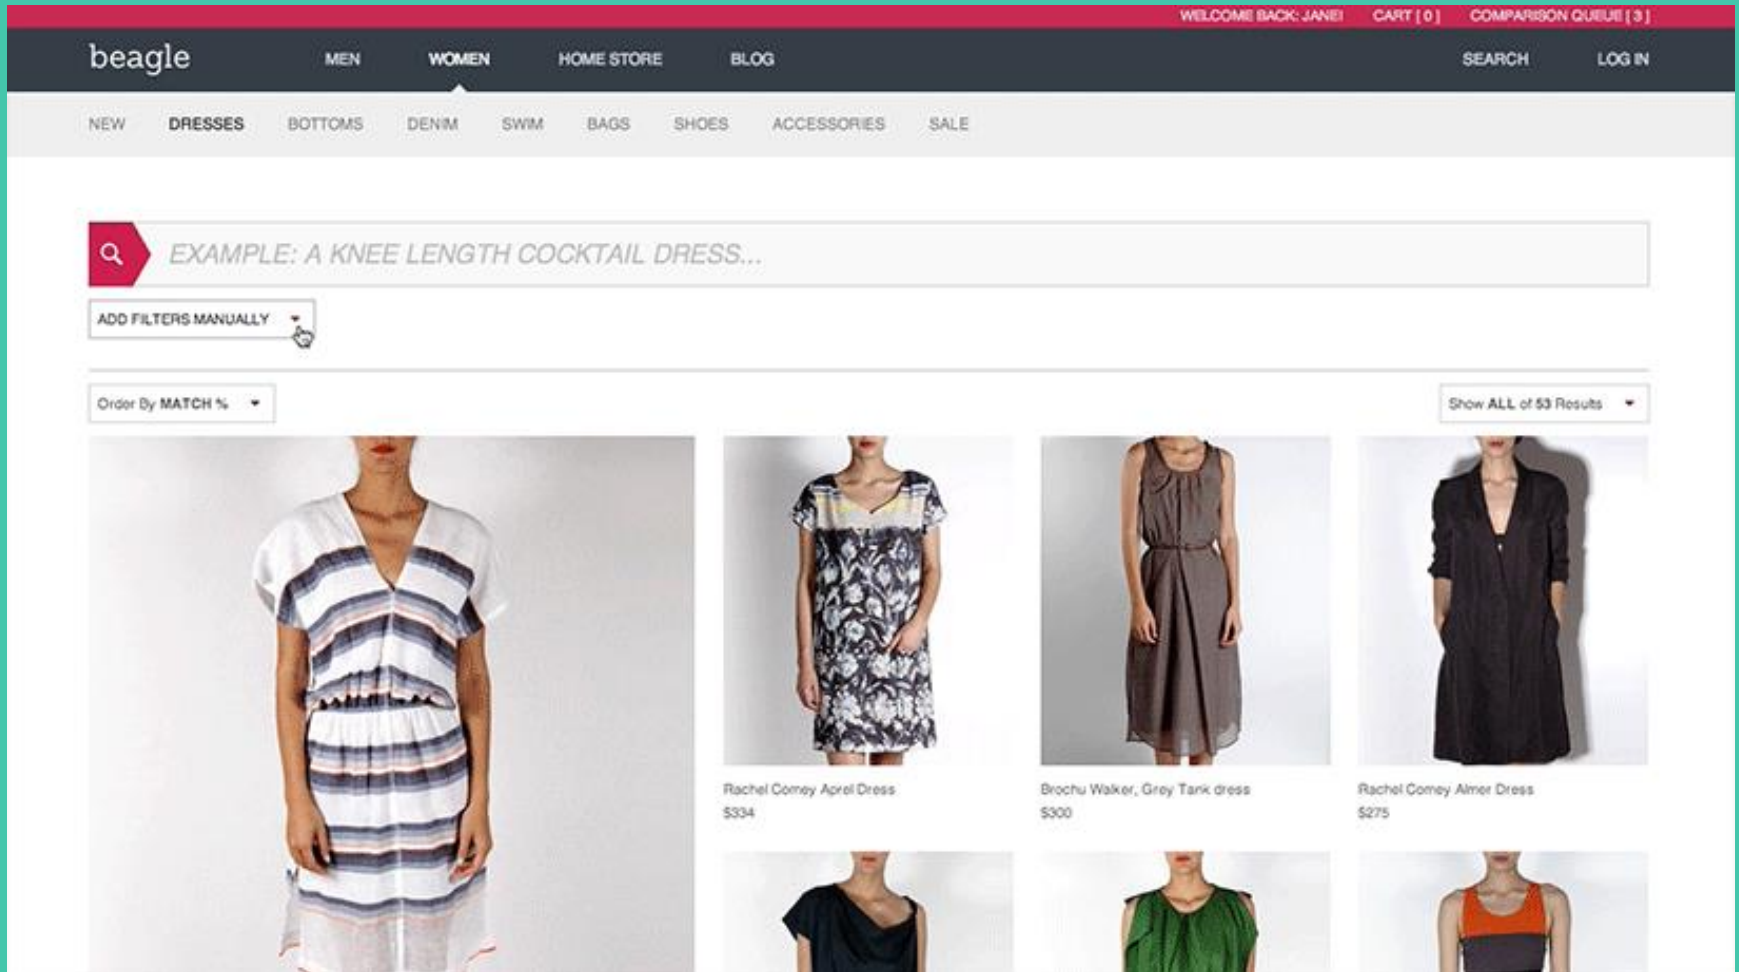 WELCOME BACK: JANE! CART [ 0 ] COMPARISON QUEUE [ 3 ]
beagle MEN WOMEN HOME STORE BLOG SEARCH LOG IN
NEW DRESSES BOTTOMS DENIM SWIM BAGS SHOES ACCESSORIES SALE
EXAMPLE: A KNEE LENGTH COCKTAIL DRESS...
ADD FILTERS MANUALLY
Order By MATCH % Show ALL of 53 Results
Rachel Comey Aprel Dress Brochu Walker, Grey Tank dress Rachel Comey Almer Dress
$334 $300 $275